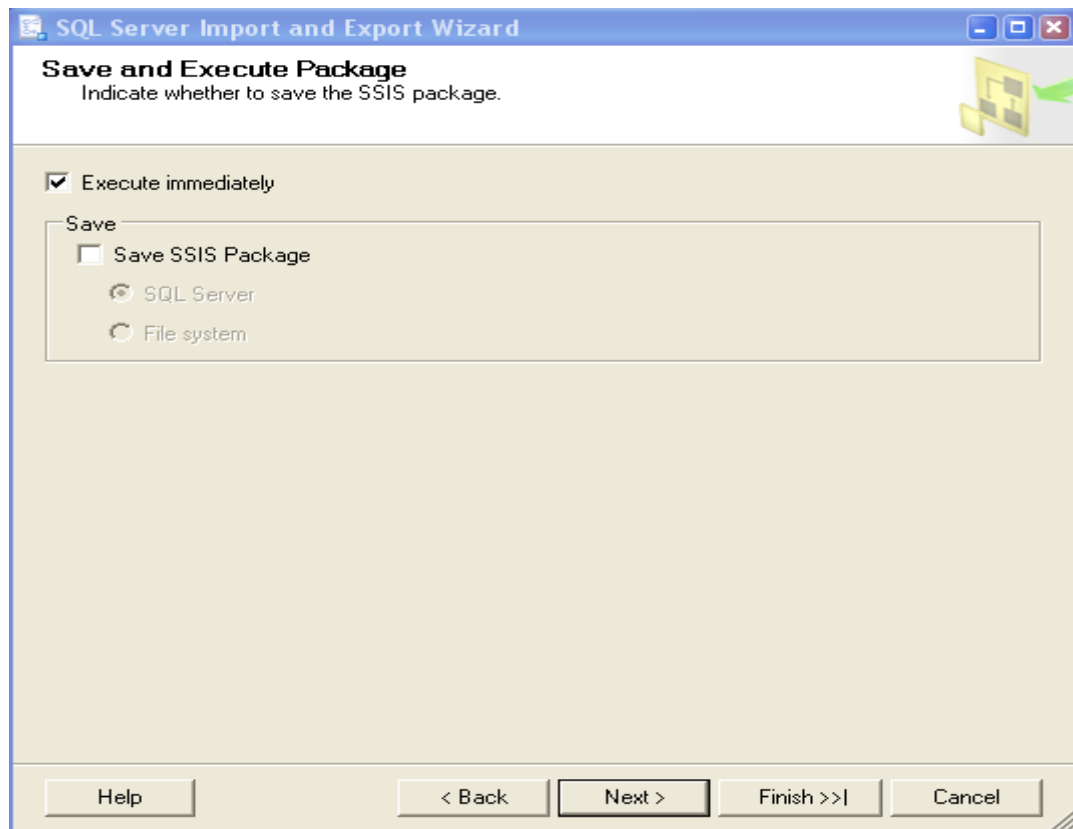 SQL Server Import and Export Wizard
Save and Execute Package
Indicate whether to save the SSIS package.
Execute immediately
Save
Save SSIS Package
SQL Server
File system
Help < Back Next > Finish >>| Cancel